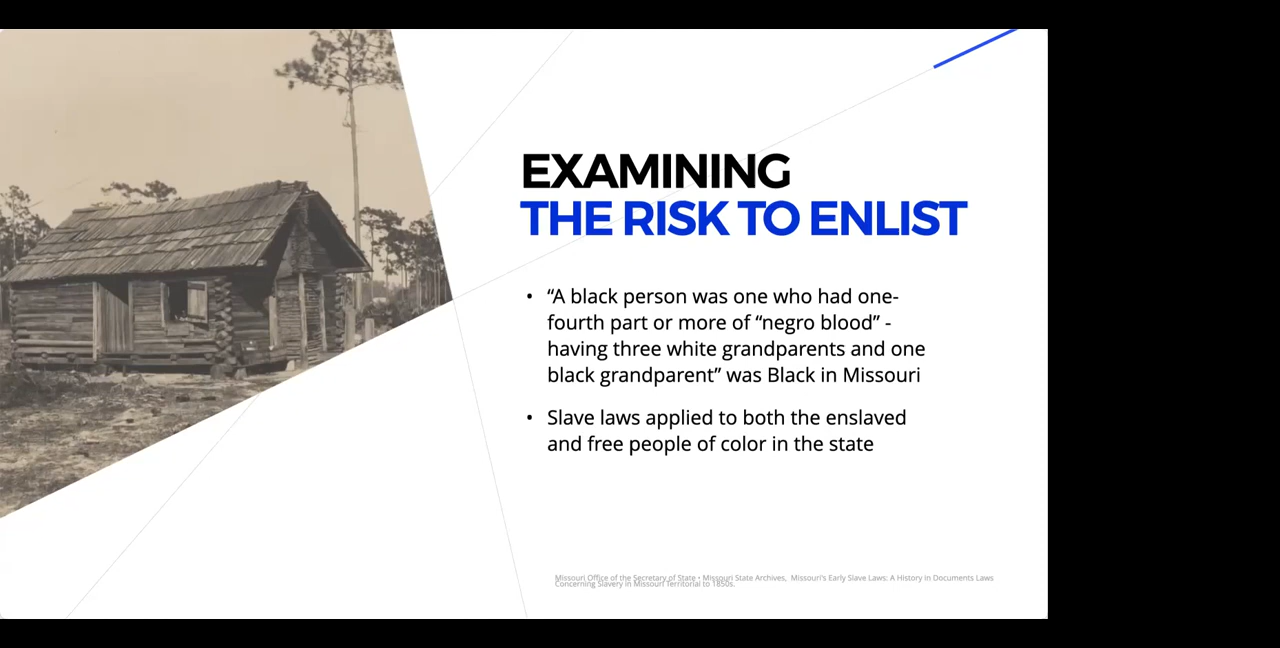 EXAMINING
THE RISK TO ENLIST
• “A black person was one who had one-
fourth part or more of “negro blood” -
having three white grandparents and one
black grandparent” was Black in Missouri
• Slave laws applied to both the enslaved
and free people of color in the state
Missouri Office of the Secretary of State • Missouri State Archives, Missouri's Early Slave Laws: A History in Documents Laws
Concerning Slavery in Missouri Territorial to 1850s.